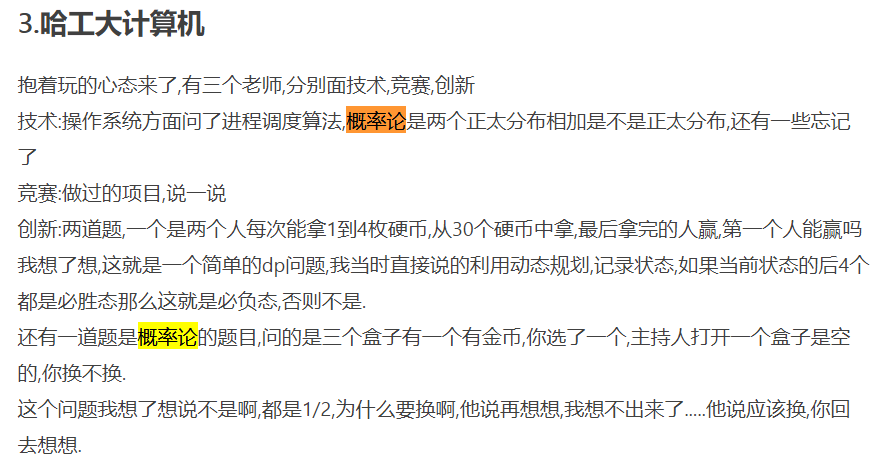 3.哈工大计算机
抱着玩的心态来了,有三个老师,分别面技术,竞赛,创新
技术:操作系统方面问了进程调度算法,概率论是两个正太分布相加是不是正太分布,还有一些忘记
了
竞赛:做过的项目,说一说
创新:两道题,一个是两个人每次能拿1到4枚硬币,从30个硬币中拿,最后拿完的人赢,第一个人能赢吗
我想了想,这就是一个简单的dp问题,我当时直接说的利用动态规划,记录状态,如果当前状态的后4个
都是必胜态那么这就是必负态,否则不是.
还有一道题是概率论的题目,问的是三个盒子有一个有金币,你选了一个,主持人打开一个盒子是空
的,你换不换.
这个问题我想了想说不是啊,都是1/2,为什么要换啊,他说再想想,我想不出来了.....他说应该换,你回
去想想.